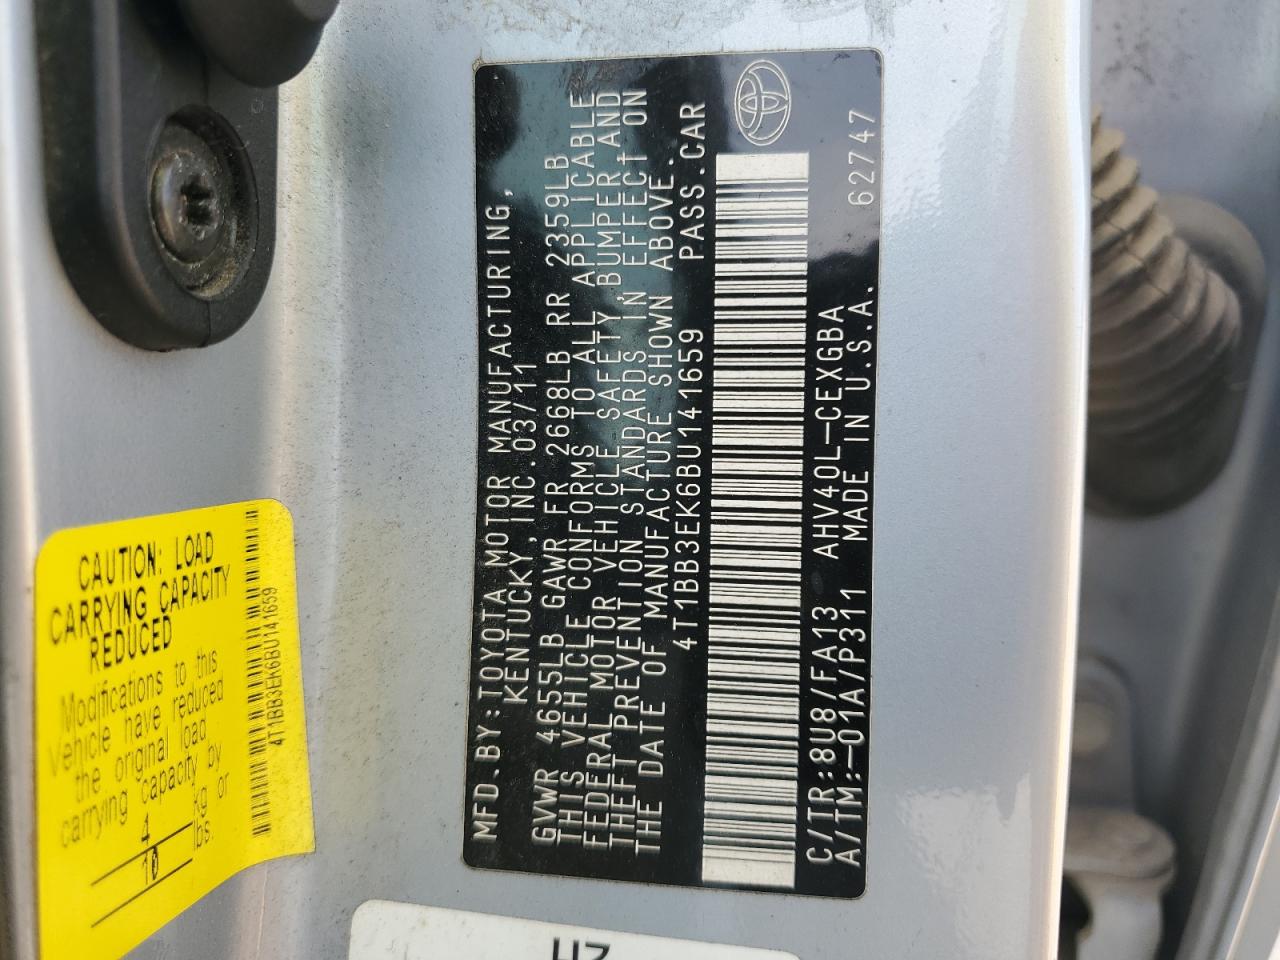 MFD.BY:TOYOTA MOTOR MANUFACTURING,
KENTUCKY,INC.03/11
GVWR 4655LB GAWR FR 2668LB RR 2359LB
THIS VEHICLE CONFORMS TO ALL APPLICABLE
FEDERAL MOTOR VEHICLE SAFETY,BUMPER,AND
THEFT PREVENTION STANDARDS IN EFFECT ON
THE DATE OF MANUFACTURE SHOWN ABOVE.
4T1BB3EK6BU141659 PASS.CAR
C/TR:8U8/FA13 AHV40L-CEXGBA
A/TM:-01A/P311 MADE IN U.S.A.
62747
CAUTION: LOAD
CARRYING CAPACITY
REDUCED
Modifications to this
vehicle have reduced
the original load
carrying capacity by
4 kg or
10 lbs.
4T1BB3EK6BU141659